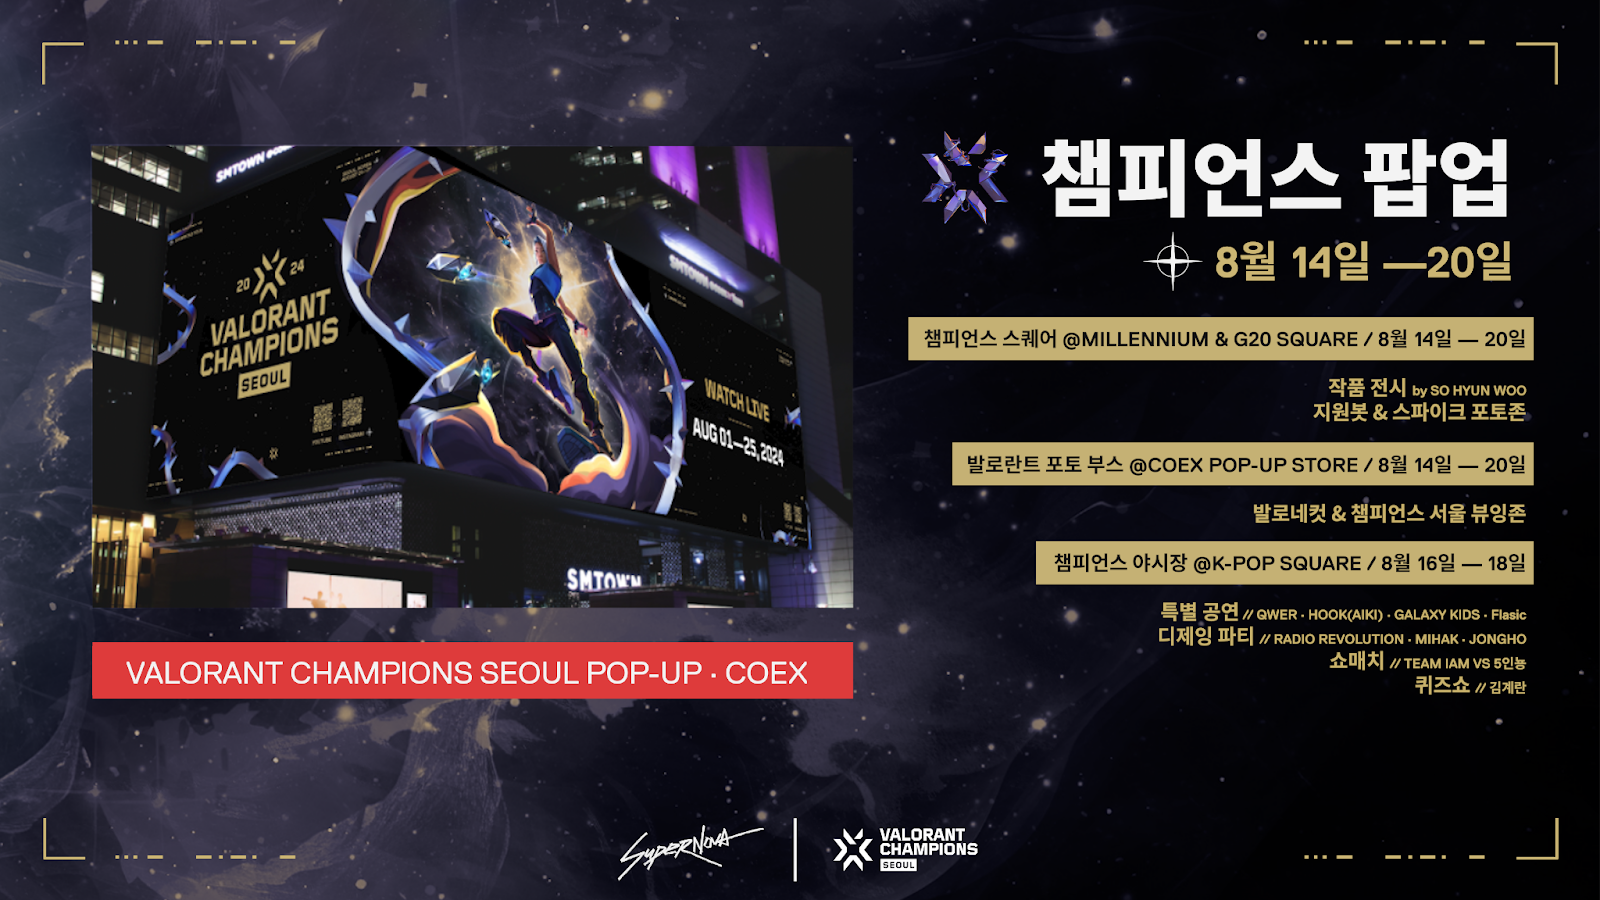 SMTOWN
20 24
VALORANT
CHAMPIONS
SEOUL
WATCH LIVE
AUG 01—25, 2024
SMTOWN
SMTOWN
VALORANT CHAMPIONS SEOUL POP-UP · COEX
챔피언스 팝업
8월 14일 —20일
챔피언스 스퀘어 @MILLENNIUM & G20 SQUARE / 8월 14일 — 20일
작품 전시 by SO HYUN WOO
지원봇 & 스파이크 포토존
발로란트 포토 부스 @COEX POP-UP STORE / 8월 14일 — 20일
발로네컷 & 챔피언스 서울 뷰잉존
챔피언스 야시장 @K-POP SQUARE / 8월 16일 — 18일
특별 공연 // QWER · HOOK(AIKI) · GALAXY KIDS · Flasic
디제잉 파티 // RADIO REVOLUTION · MIHAK · JONGHO
쇼매치 // TEAM IAM VS 5인뇽
퀴즈쇼 // 김계란
SUPERNOVA
VALORANT
CHAMPIONS
SEOUL